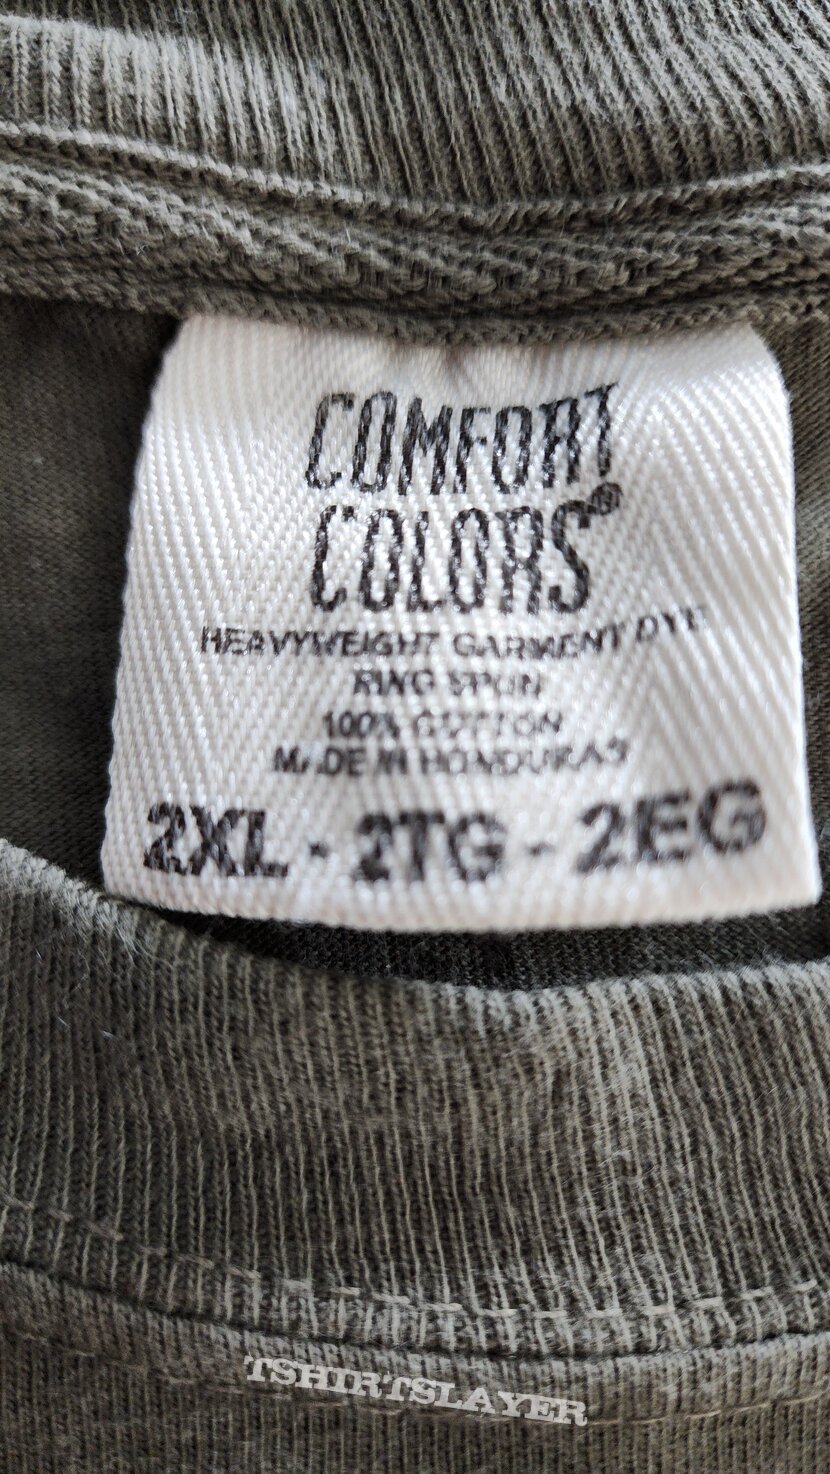 COMFORT
COLORS®
HEAVYWEIGHT GARMENT DYE
RING SPUN
100% COTTON
MADE IN HONDURAS
2XL - 2TG - 2EG
TSHIRTSLAYER